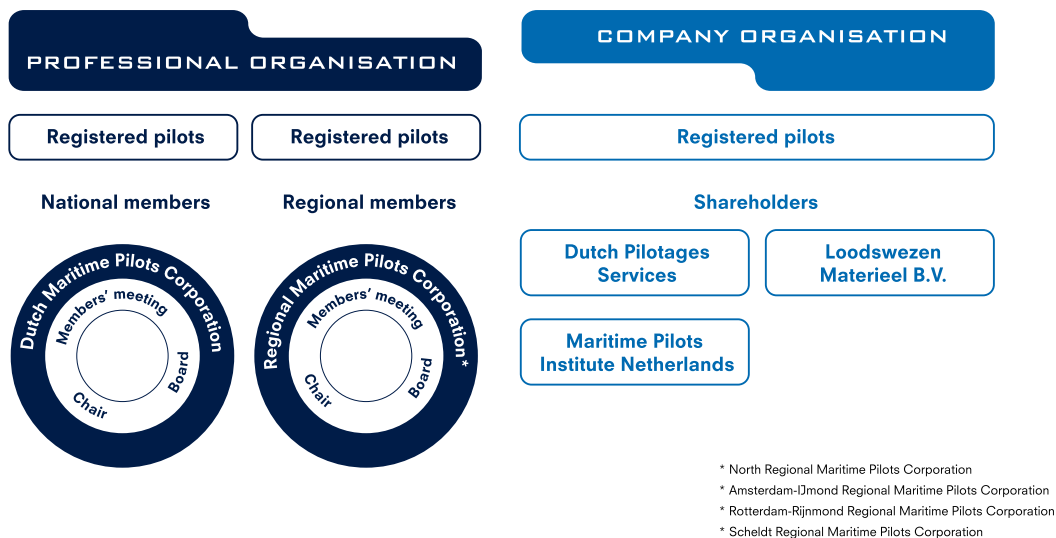 PROFESSIONAL ORGANISATION
Registered pilots
Registered pilots
National members
Regional members
Dutch Maritime Pilots Corporation
Members' meeting
Board
Chair
Regional Maritime Pilots Corporation*
Members' meeting
Board
Chair
COMPANY ORGANISATION
Registered pilots
Shareholders
Dutch Pilotages
Services
Loodswezen
Materieel B.V.
Maritime Pilots
Institute Netherlands
* North Regional Maritime Pilots Corporation
* Amsterdam-IJmond Regional Maritime Pilots Corporation
* Rotterdam-Rijnmond Regional Maritime Pilots Corporation
* Scheldt Regional Maritime Pilots Corporation